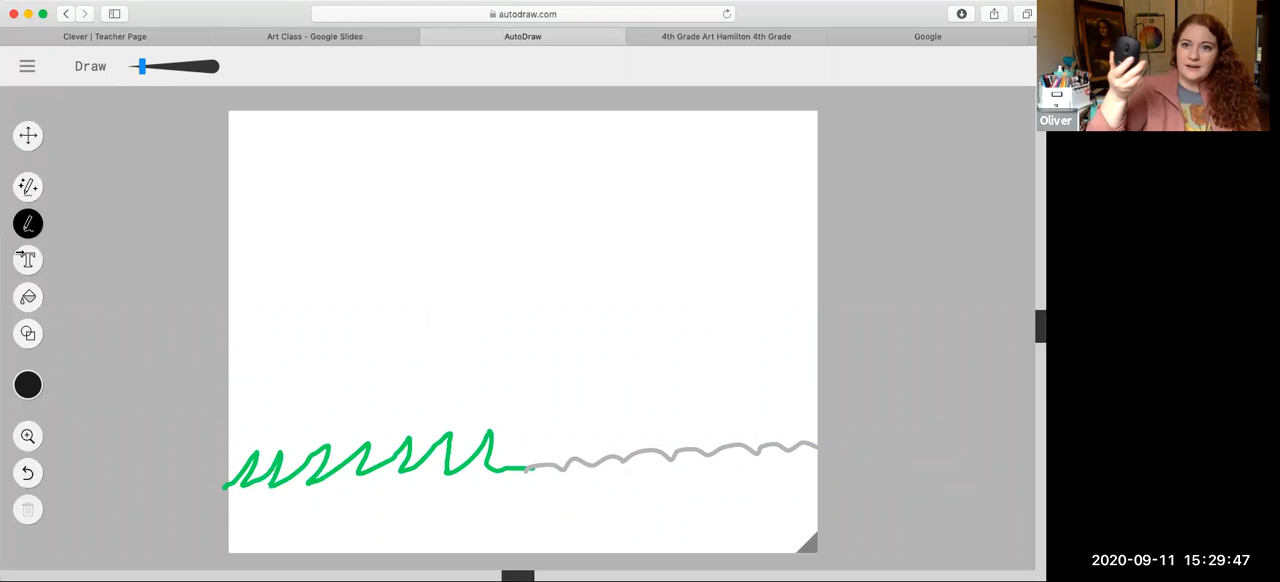 autodraw.com
Clever | Teacher Page
Art Class - Google Slides
AutoDraw
4th Grade Art Hamilton 4th Grade
Google
Draw
T
Oliver
2020-09-11 15:29:47